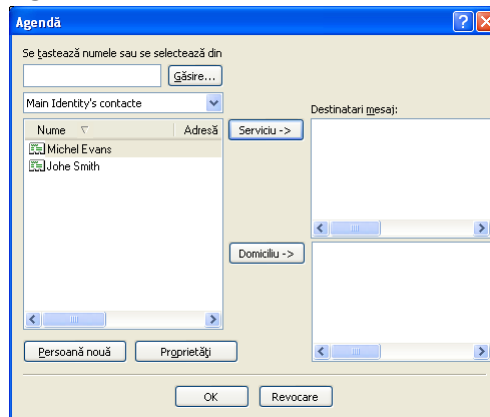 Agendă
Se tastează numele sau se selectează din
Găsire...
Main Identity's contacte
Destinatari mesaj:
Nume Adresă
Serviciu ->
Michel Evans
Johe Smith
Domiciliu ->
Persoană nouă
Proprietăți
OK
Revocare